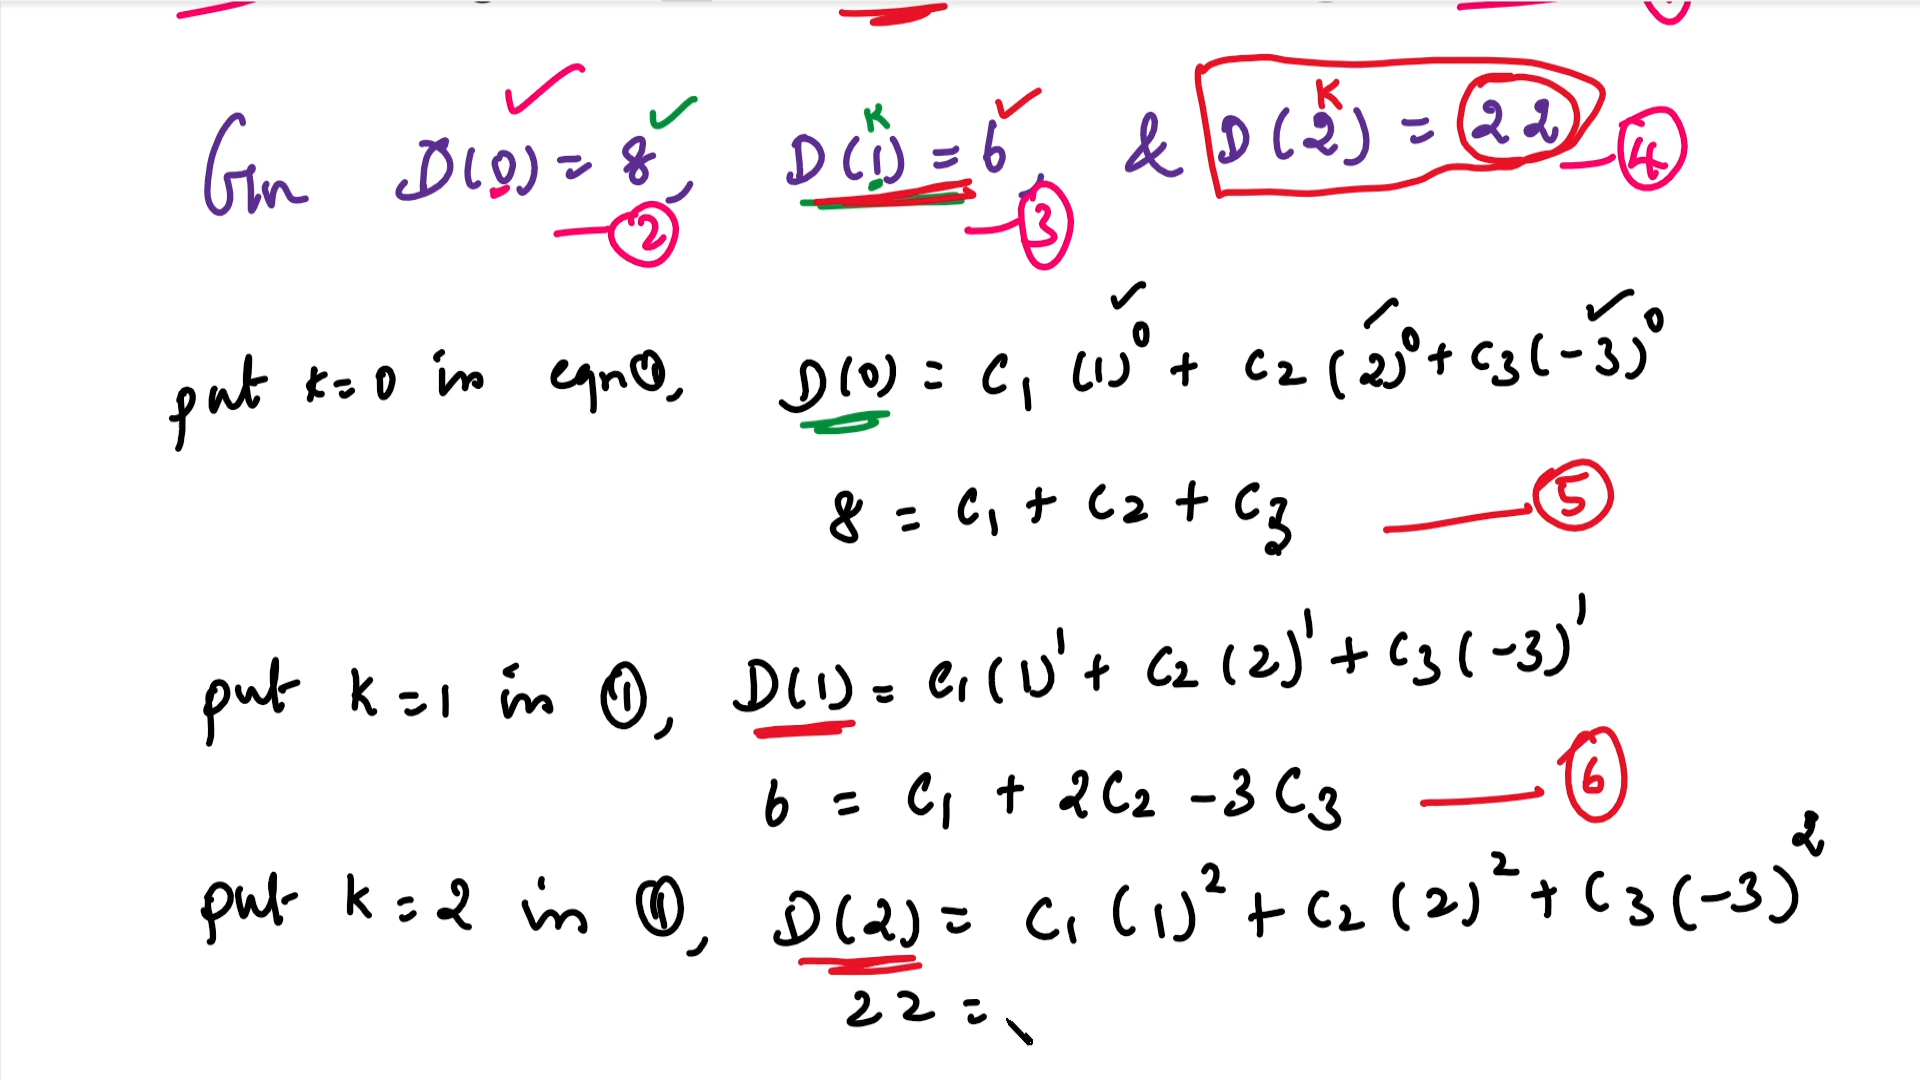 Gn D(0) = 8, D(1) = 6, & D(2) = 22
K K
② ③ ④
put k=0 in eqn①, D(0) = C₁ (1)⁰ + C₂ (2)⁰ + C₃ (-3)⁰
8 = C₁ + C₂ + C₃ ⑤
put k=1 in ①, D(1) = C₁ (1)¹ + C₂ (2)¹ + C₃ (-3)¹
6 = C₁ + 2C₂ -3C₃ ⑥
put k=2 in ①, D(2) = C₁ (1)² + C₂ (2)² + C₃ (-3)²
22 =